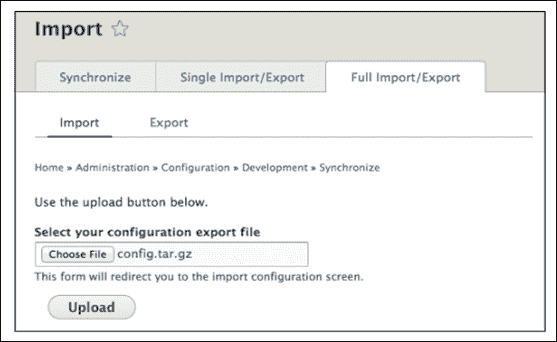 Import
Synchronize Single Import/Export Full Import/Export
Import Export
Home » Administration » Configuration » Development » Synchronize
Use the upload button below.
Select your configuration export file
Choose File config.tar.gz
This form will redirect you to the import configuration screen.
Upload